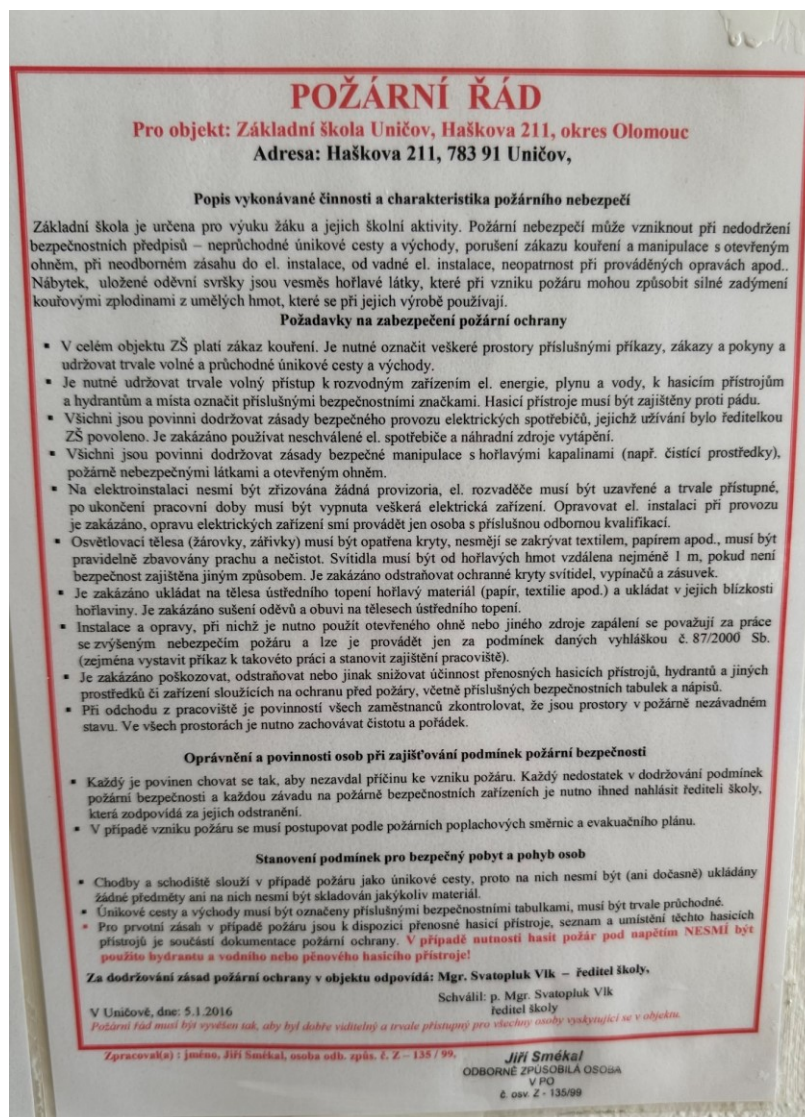 POŽÁRNÍ ŘÁD
Pro objekt: Základní škola Uničov, Haškova 211, okres Olomouc
Adresa: Haškova 211, 783 91 Uničov,
Popis vykonávané činnosti a charakteristika požárního nebezpečí
Základní škola je určena pro výuku žáku a jejich školní aktivity. Požární nebezpečí může vzniknout při nedodržení
bezpečnostních předpisů – neprůchodné únikové cesty a východy, porušení zákazu kouření a manipulace s otevřeným
ohněm, při neodborném zásahu do el. instalace, od vadné el. instalace, neopatrnost při prováděných opravách apod..
Nábytek, uložené oděvní svršky jsou vesměs hořlavé látky, které při vzniku požáru mohou způsobit silné zadýmení
kouřovými zplodinami z umělých hmot, které se při jejich výrobě používají.
Požadavky na zabezpečení požární ochrany
▪ V celém objektu ZŠ platí zákaz kouření. Je nutné označit veškeré prostory příslušnými příkazy, zákazy a pokyny a
udržovat trvale volné a průchodné únikové cesty a východy.
▪ Je nutné udržovat trvale volný přístup k rozvodným zařízením el. energie, plynu a vody, k hasicím přístrojům
a hydrantům a místa označit příslušnými bezpečnostními značkami. Hasicí přístroje musí být zajištěny proti pádu.
▪ Všichni jsou povinni dodržovat zásady bezpečného provozu elektrických spotřebičů, jejichž užívání bylo ředitelkou
ZŠ povoleno. Je zakázáno používat neschválené el. spotřebiče a náhradní zdroje vytápění.
▪ Všichni jsou povinni dodržovat zásady bezpečné manipulace s hořlavými kapalinami (např. čistící prostředky),
požárně nebezpečnými látkami a otevřeným ohněm.
▪ Na elektroinstalaci nesmi být zřizována žádná provizoria, el. rozvaděče musí být uzavřené a trvale přístupné,
po ukončení pracovní doby musí být vypnuta veškerá elektrická zařízení. Opravovat el. instalaci při provozu
je zakázáno, opravu elektrických zařízení smí provádět jen osoba s příslušnou odbornou kvalifikací.
▪ Osvětlovací tělesa (žárovky, zářivky) musí být opatřena kryty, nesmějí se zakrývat textilem, papírem apod., musí být
pravidelně zbavovány prachu a nečistot. Svítidla musí být od hořlavých hmot vzdálena nejméně 1 m, pokud není
bezpečnost zajištěna jiným způsobem. Je zakázáno odstraňovat ochranné kryty svítidel, vypínačů a zásuvek.
▪ Je zakázáno ukládat na tělesa ústředního topení hořlavý materiál (papír, textilie apod.) a ukládat v jejich blízkosti
hořlaviny. Je zakázáno sušení oděvů a obuvi na tělesech ústředního topení.
▪ Instalace a opravy, při nichž je nutno použít otevřeného ohně nebo jiného zdroje zapálení se považují za práce
se zvýšeným nebezpečím požáru a lze je provádět jen za podmínek daných vyhláškou č. 87/2000 Sb.
(zejména vystavit příkaz k takovéto práci a stanovit zajištění pracoviště).
▪ Je zakázáno poškozovat, odstraňovat nebo jinak snižovat účinnost přenosných hasicích přístrojů, hydrantů a jiných
prostředků či zařízení sloužících na ochranu před požáry, včetně příslušných bezpečnostních tabulek a nápisů.
▪ Při odchodu z pracoviště je povinností všech zaměstnanců zkontrolovat, že jsou prostory v požárně nezávadném
stavu. Ve všech prostorách je nutno zachovávat čistotu a pořádek.
Oprávnění a povinnosti osob při zajišťování podmínek požární bezpečnosti
▪ Každý je povinen chovat se tak, aby nezavdal příčinu ke vzniku požáru. Každý nedostatek v dodržování podmínek
požární bezpečnosti a každou závadu na požárně bezpečnostních zařízeních je nutno ihned nahlásit řediteli školy,
která zodpovídá za jejich odstranění.
▪ V případě vzniku požáru se musí postupovat podle požárních poplachových směrnic a evakuačního plánu.
Stanovení podmínek pro bezpečný pobyt a pohyb osob
▪ Chodby a schodiště slouží v případě požáru jako únikové cesty, proto na nich nesmí být (ani dočasně) ukládány
žádné předměty ani na nich nesmí být skladován jakýkoliv materiál.
▪ Únikové cesty a východy musí být označeny příslušnými bezpečnostními tabulkami, musí být trvale průchodné.
▪ Pro prvotní zásah v případě požáru jsou k dispozici přenosné hasicí přístroje, seznam a umístění těchto hasicích
přístrojů je součástí dokumentace požární ochrany. V případě nutnosti hasit požár pod napětím NESMÍ být
použito hydrantu a vodního nebo pěnového hasicího přístroje!
Za dodržování zásad požární ochrany v objektu odpovídá: Mgr. Svatopluk Vlk – ředitel školy,
Schválil: p. Mgr. Svatopluk Vlk
V Uničově, dne: 5.1.2016 ředitel školy
Požární řád musí být vyvěšen tak, aby byl dobře viditelný a trvale přístupný pro všechny osoby vyskytující se v objektu.
Zpracoval(a) : jméno, Jiří Smékal, osoba odb. způs. č. Z – 135 / 99.
Jiří Smékal
ODBORNĚ ZPŮSOBILÁ OSOBA
V PO
č. osv. Z - 135/99